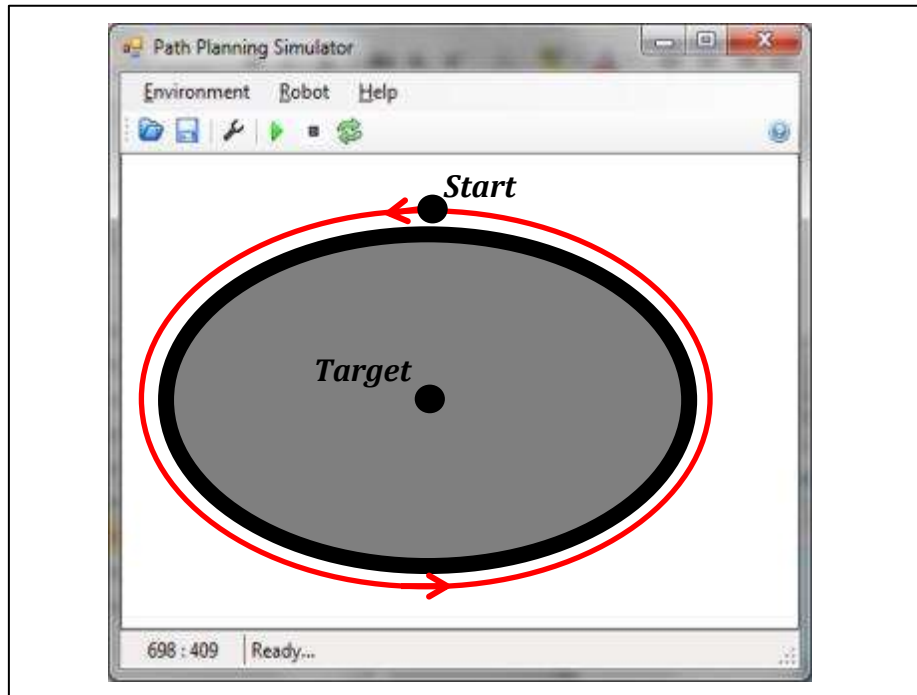 Path Planning Simulator
Environment Robot Help
Start
Target
698 : 409 Ready...